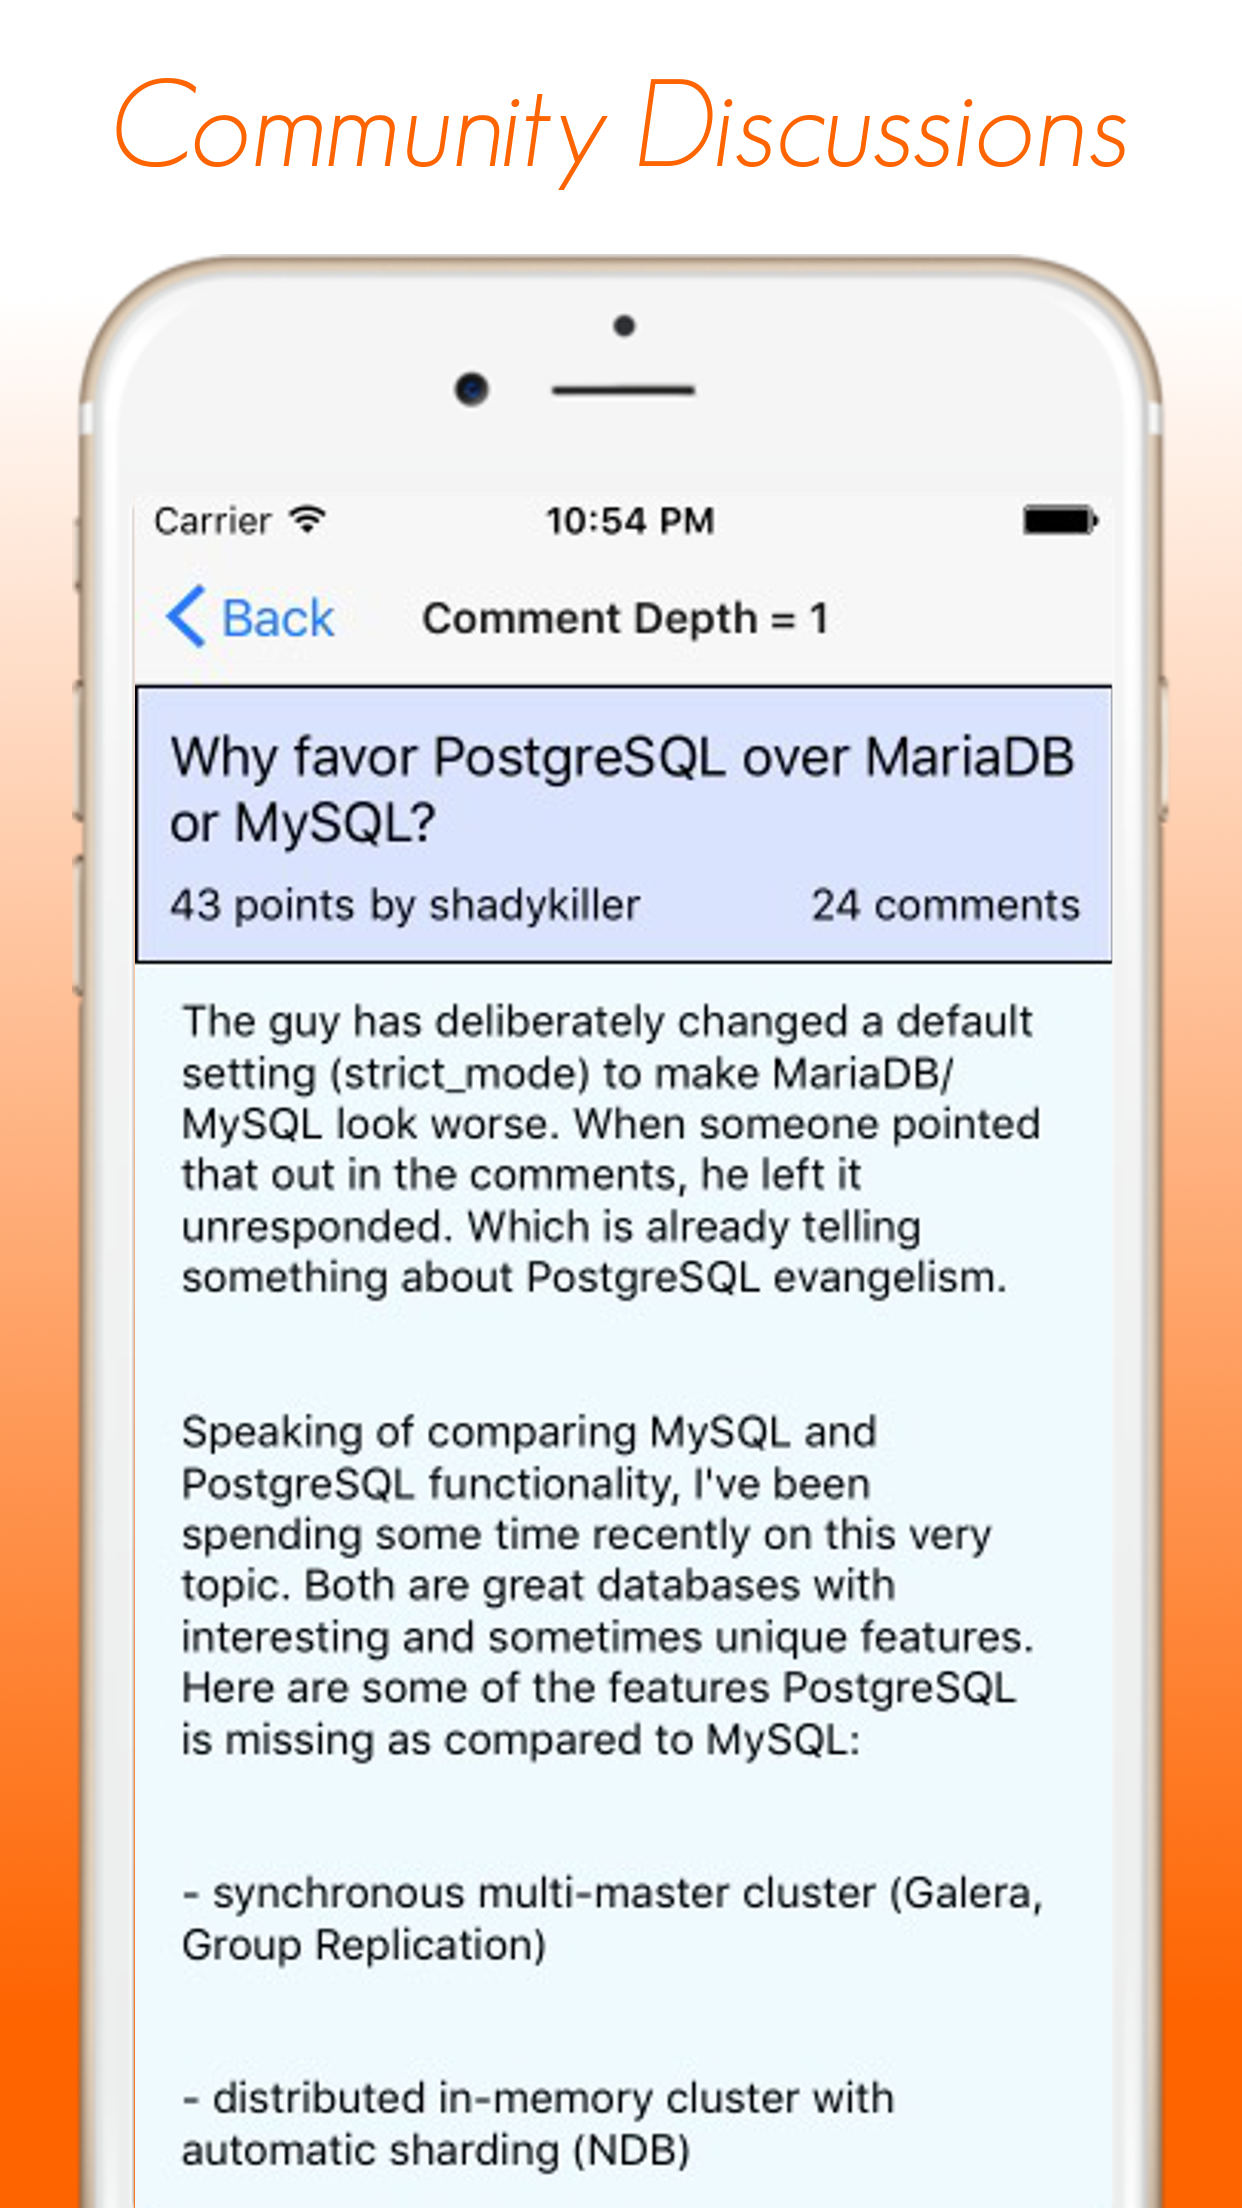 Community Discussions
Carrier 10:54 PM
Back Comment Depth = 1
Why favor PostgreSQL over MariaDB
or MySQL?
43 points by shadykiller 24 comments
The guy has deliberately changed a default
setting (strict_mode) to make MariaDB/
MySQL look worse. When someone pointed
that out in the comments, he left it
unresponded. Which is already telling
something about PostgreSQL evangelism.
Speaking of comparing MySQL and
PostgreSQL functionality, I've been
spending some time recently on this very
topic. Both are great databases with
interesting and sometimes unique features.
Here are some of the features PostgreSQL
is missing as compared to MySQL:
- synchronous multi-master cluster (Galera,
Group Replication)
- distributed in-memory cluster with
automatic sharding (NDB)